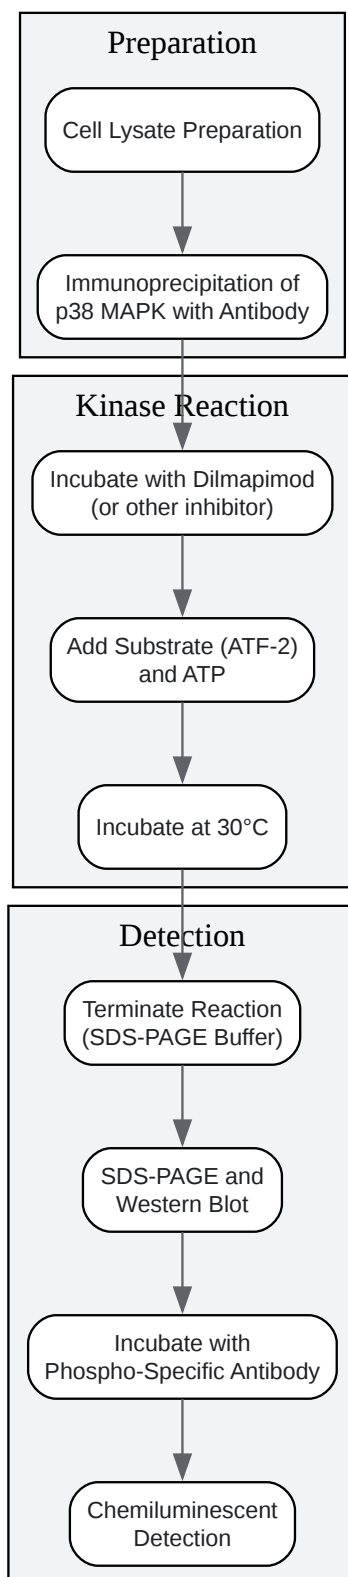 Preparation
Cell Lysate Preparation
Immunoprecipitation of
p38 MAPK with Antibody
Kinase Reaction
Incubate with Dilmapimod
(or other inhibitor)
Add Substrate (ATF-2)
and ATP
Incubate at 30°C
Detection
Terminate Reaction
(SDS-PAGE Buffer)
SDS-PAGE and
Western Blot
Incubate with
Phospho-Specific Antibody
Chemiluminescent
Detection